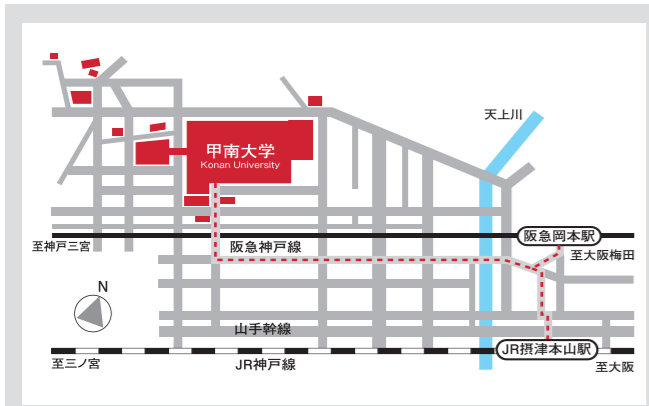 天上川
甲南大学
Konan University
阪急岡本駅
至神戸三宮
阪急神戸線
至大阪梅田
N
山手幹線
JR摂津本山駅
至三ノ宮
JR神戸線
至大阪